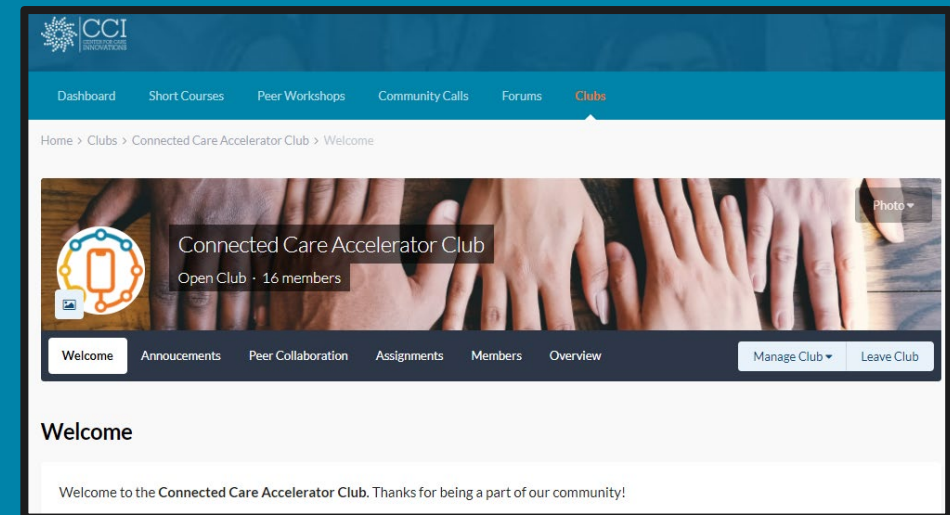 CCI
CENTER FOR CARE
INNOVATIONS
Dashboard Short Courses Peer Workshops Community Calls Forums Clubs
Home > Clubs > Connected Care Accelerator Club > Welcome
Photo
Connected Care Accelerator Club
Open Club · 16 members
Welcome Annoucements Peer Collaboration Assignments Members Overview Manage Club Leave Club
Welcome
Welcome to the Connected Care Accelerator Club. Thanks for being a part of our community!